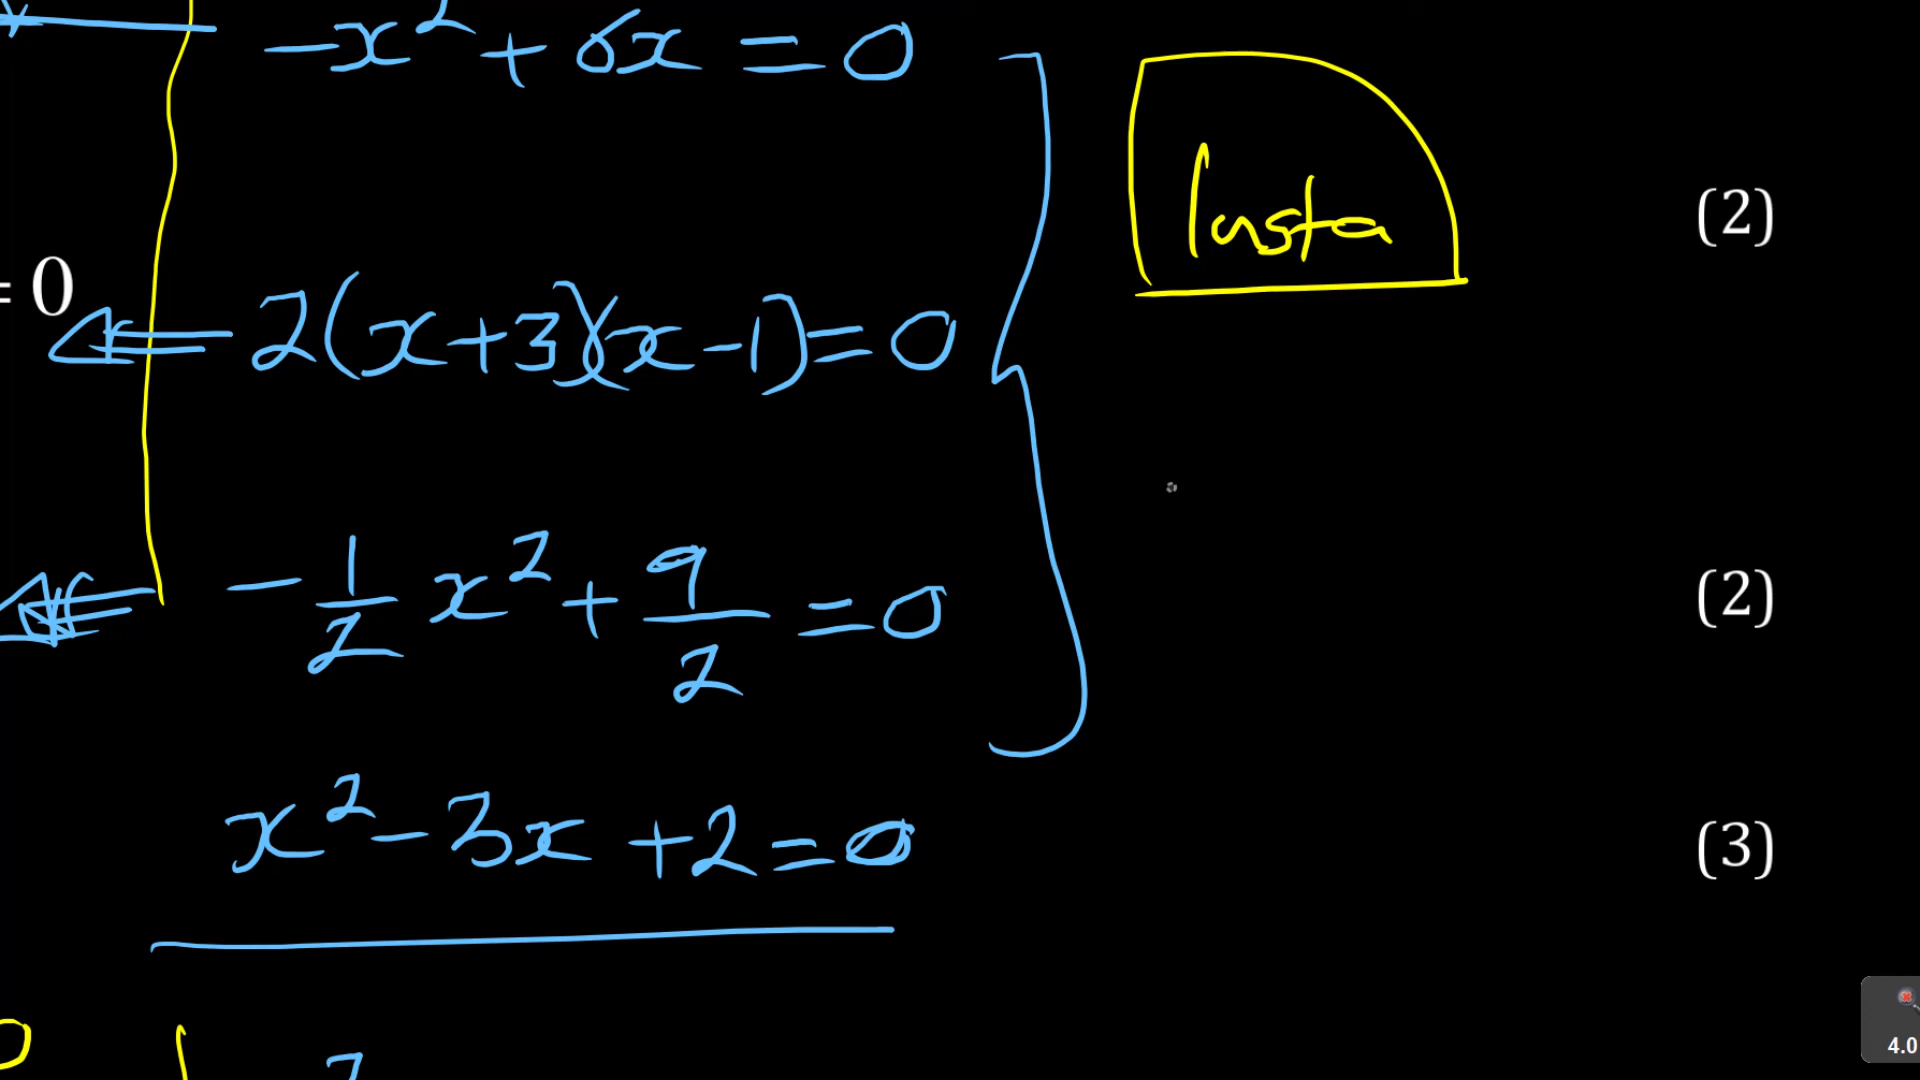 -x² + 6x = 0
Insta
(2)
= 0
2(x+3)(x-1) = 0
-1/2 x² + 9/2 = 0
(2)
x² - 3x + 2 = 0
(3)
4.0